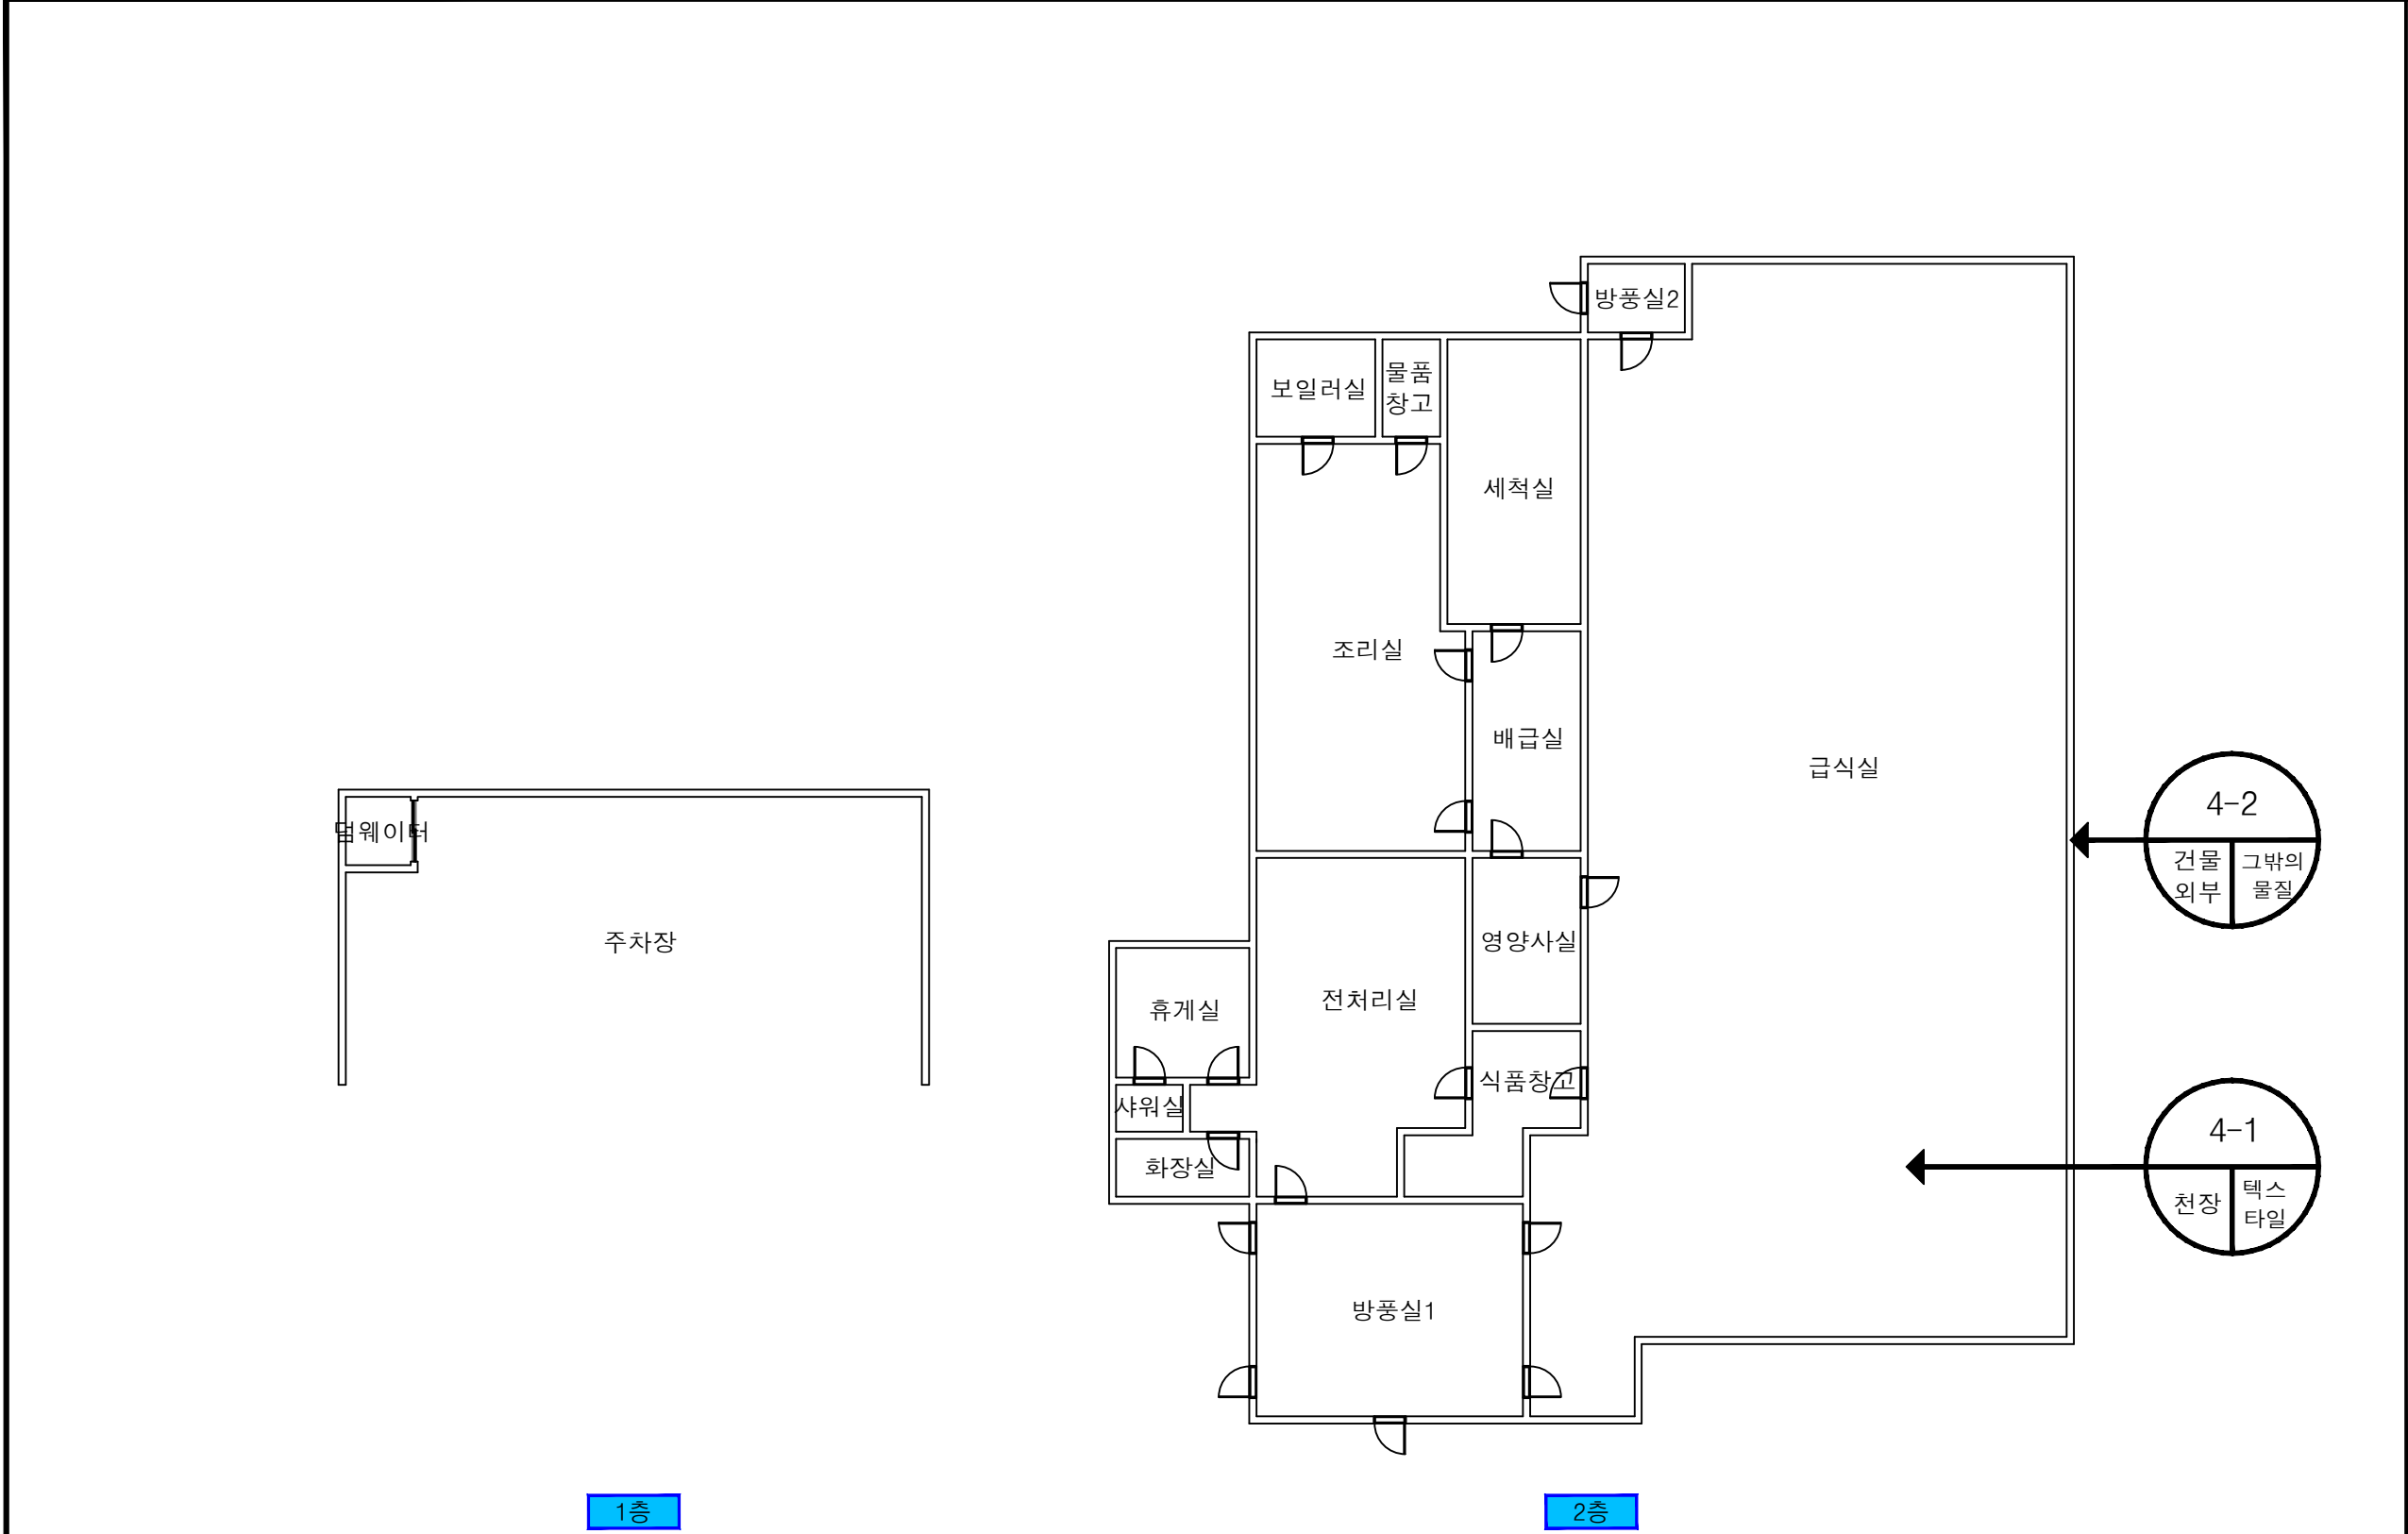 방풍실2
보일러실
물품
창고
세척실
조리실
배급실
급식실
4-2
건물
외부
그밖의
물질
덤웨이터
주차장
영양사실
전처리실
휴게실
식품창고
샤워실
화장실
4-1
천장
텍스
타일
방풍실1
1층
2층